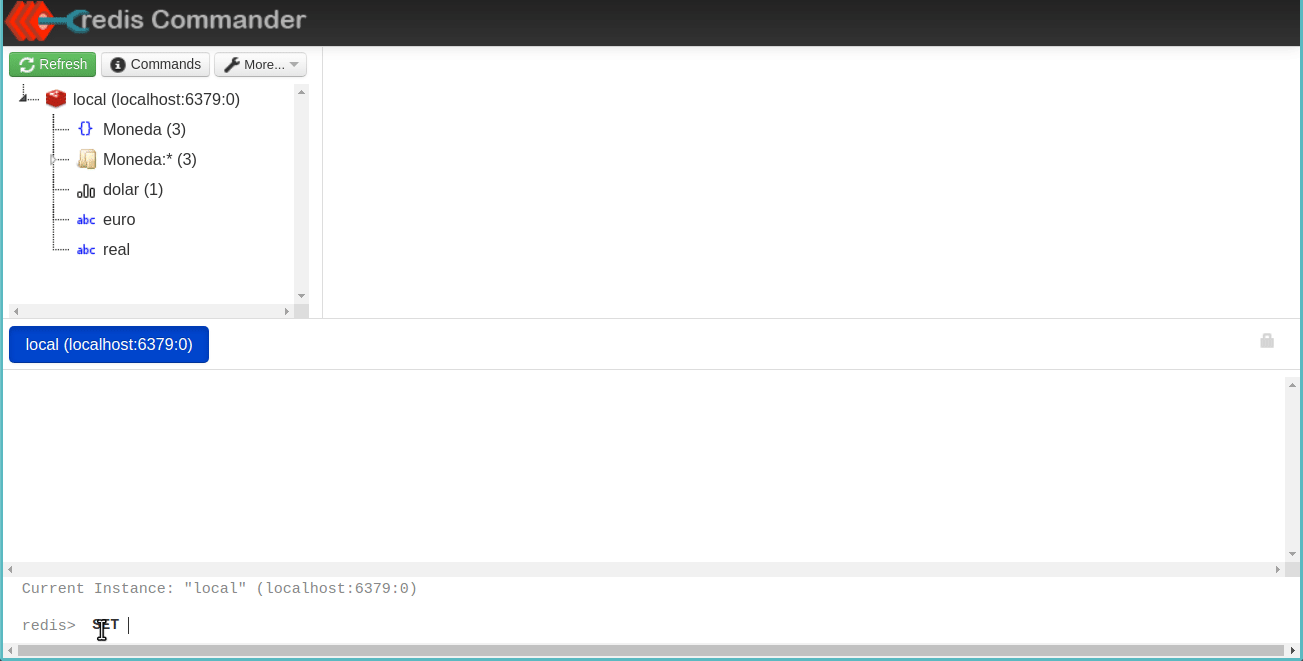 redis Commander
Refresh Commands More...
local (localhost:6379:0)
{} Moneda (3)
Moneda:* (3)
dolar (1)
abc euro
abc real
local (localhost:6379:0)
Current Instance: "local" (localhost:6379:0)
redis> SET